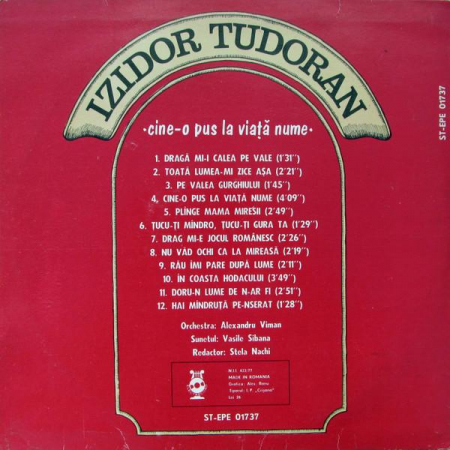 IZIDOR TUDORAN
•cine-o pus la viață nume•
1. DRAGĂ MI-I CALEA PE VALE (1'31")
2. TOATĂ LUMEA-MI ZICE AȘA (2'21")
3. PE VALEA GURGHIULUI (1'45")
4, CINE-O PUS LA VIAȚĂ NUME (4'09")
5. PLÎNGE MAMA MIRESII (2'49")
6. ȚUCU-ȚI MÎNDRO, ȚUCU-ȚI GURA TA (1'29")
7. DRAG MI-E JOCUL ROMÂNESC (2'26")
8. NU VĂD OCHI CA LA MIREASĂ (2'19")
9. RĂU ÎMI PARE DUPĂ LUME (2'11")
10. ÎN COASTA HODACULUI (3'49")
11. DORU-N LUME DE N-AR FI (2'51")
12. HAI MÎNDRUȚĂ PE-NSERAT (1'28")
Orchestra: Alexandru Viman
Sunetul: Vasile Sibana
Redactor: Stela Nachi
MADE IN ROMANIA
Lei 26
ST-EPE 01737
ST-EPE 01737